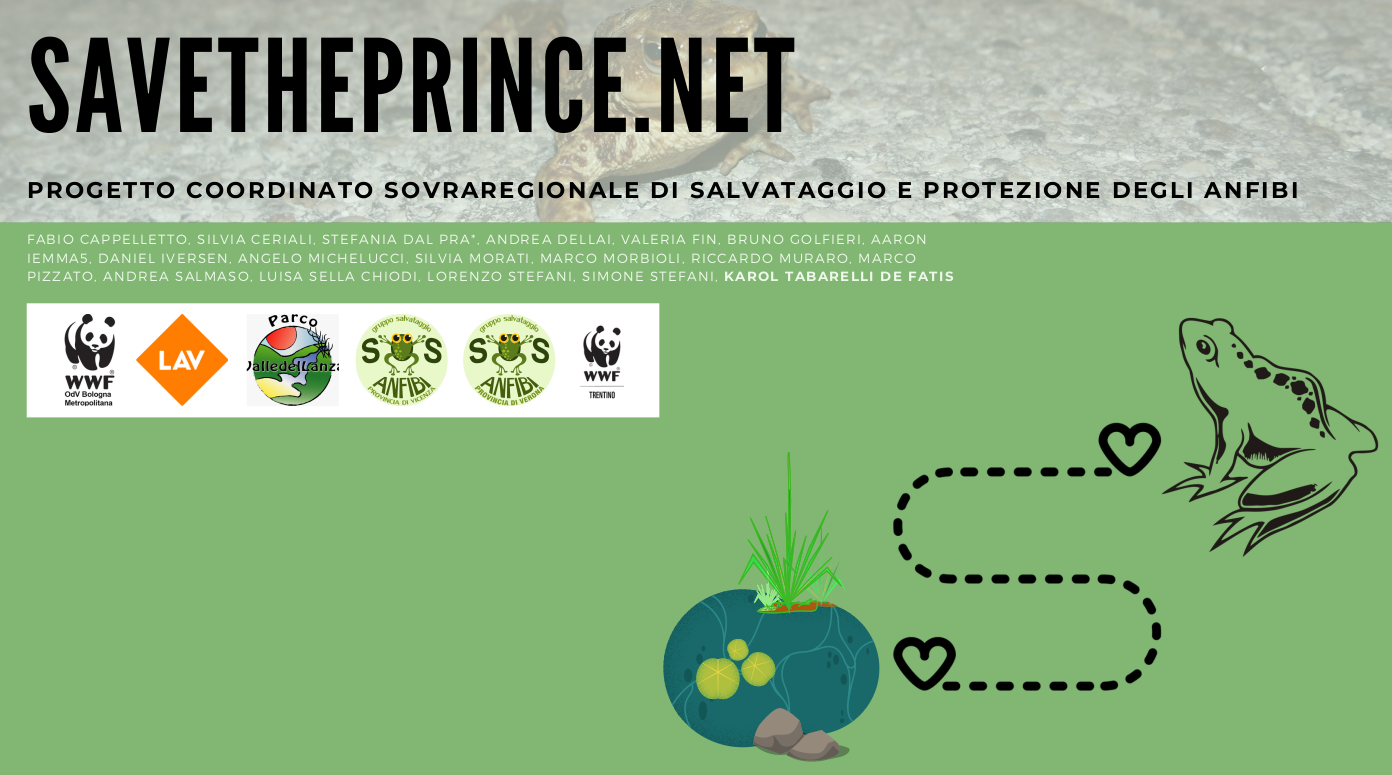 SAVETHEPRINCE.NET
PROGETTO COORDINATO SOVRAREGIONALE DI SALVATAGGIO E PROTEZIONE DEGLI ANFIBI
FABIO CAPPELLETTO, SILVIA CERIALI, STEFANIA DAL PRA*, ANDREA DELLAI, VALERIA FIN, BRUNO GOLFIERI, AARON
IEMMA5, DANIEL IVERSEN, ANGELO MICHELUCCI, SILVIA MORATI, MARCO MORBIOLI, RICCARDO MURARO, MARCO
PIZZATO, ANDREA SALMASO, LUISA SELLA CHIODI, LORENZO STEFANI, SIMONE STEFANI, KAROL TABARELLI DE FATIS
WWF
OdV Bologna
Metropolitana
LAV
Parco
ValledelLanza
gruppo salvataggio
SOS
ANFIBI
PROVINCIA DI VICENZA
gruppo salvataggio
SOS
ANFIBI
PROVINCIA DI VERONA
WWF
TRENTINO